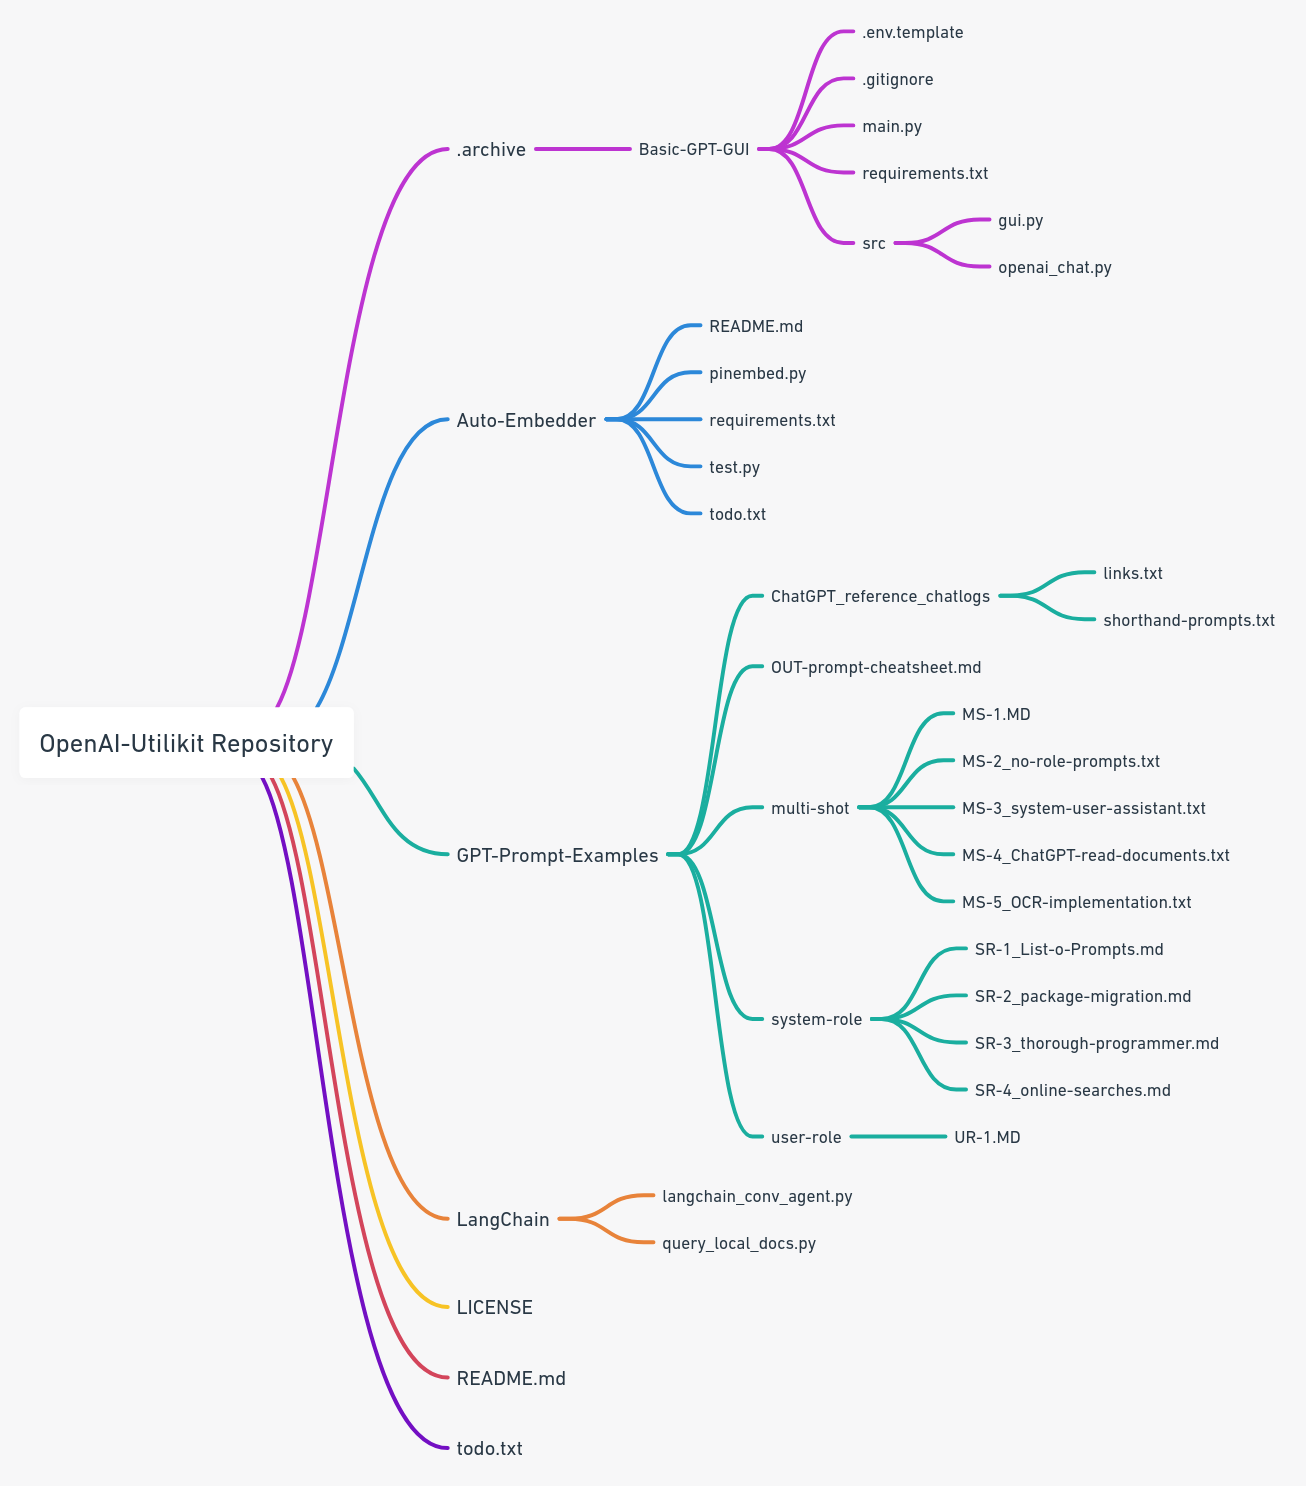 OpenAI-Utilikit Repository
.archive
Basic-GPT-GUI
.env.template
.gitignore
main.py
requirements.txt
src
gui.py
openai_chat.py
Auto-Embedder
README.md
pinembed.py
requirements.txt
test.py
todo.txt
GPT-Prompt-Examples
ChatGPT_reference_chatlogs
links.txt
shorthand-prompts.txt
OUT-prompt-cheatsheet.md
multi-shot
MS-1.MD
MS-2_no-role-prompts.txt
MS-3_system-user-assistant.txt
MS-4_ChatGPT-read-documents.txt
MS-5_OCR-implementation.txt
system-role
SR-1_List-o-Prompts.md
SR-2_package-migration.md
SR-3_thorough-programmer.md
SR-4_online-searches.md
user-role
UR-1.MD
LangChain
langchain_conv_agent.py
query_local_docs.py
LICENSE
README.md
todo.txt